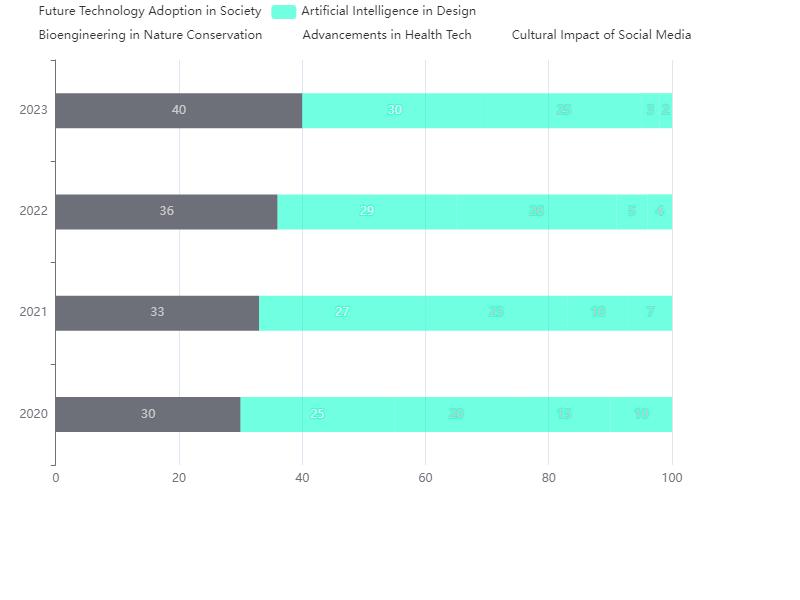 Future Technology Adoption in Society Artificial Intelligence in Design
Bioengineering in Nature Conservation Advancements in Health Tech Cultural Impact of Social Media
2023 40 30 25 3 2
2022 36 29 26 5 4
2021 33 27 23 10 7
2020 30 25 20 15 10
0 20 40 60 80 100